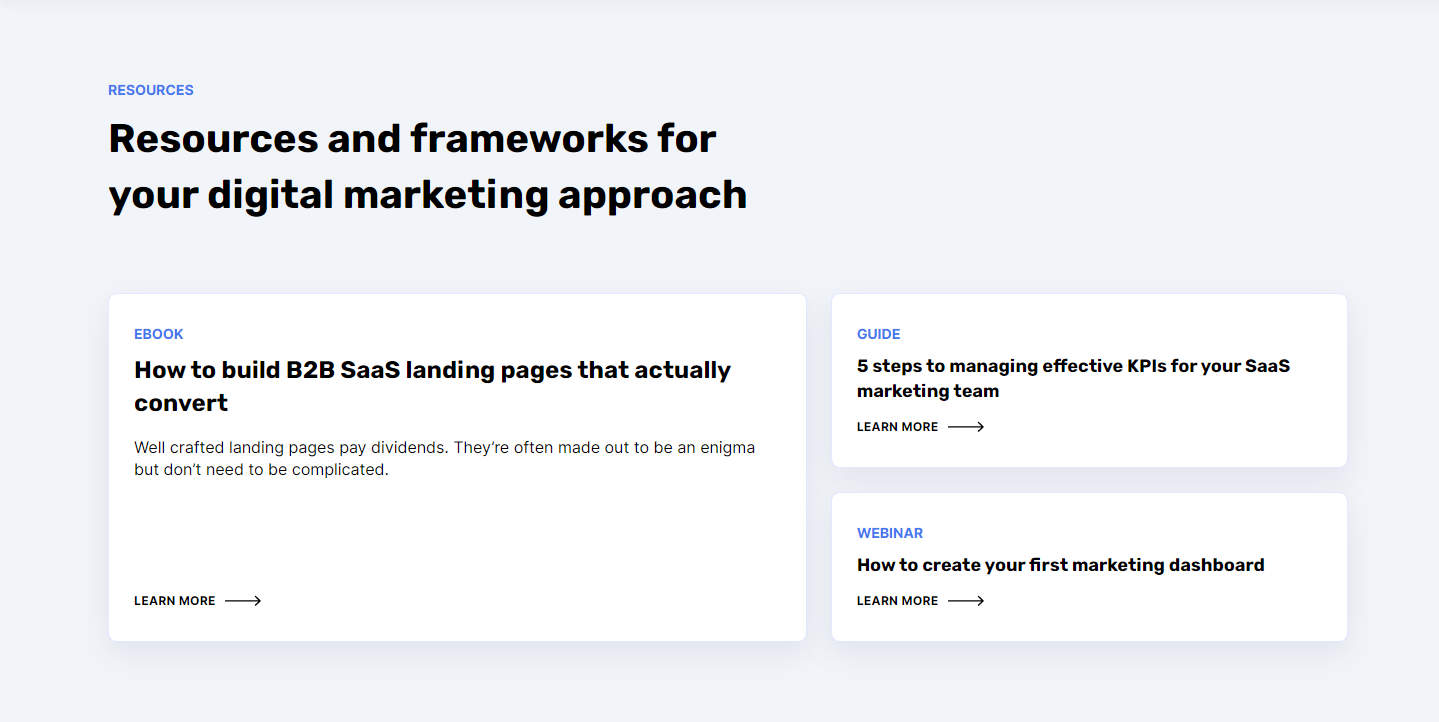 RESOURCES
Resources and frameworks for
your digital marketing approach
EBOOK
How to build B2B SaaS landing pages that actually
convert
Well crafted landing pages pay dividends. They’re often made out to be an enigma
but don’t need to be complicated.
LEARN MORE
GUIDE
5 steps to managing effective KPIs for your SaaS
marketing team
LEARN MORE
WEBINAR
How to create your first marketing dashboard
LEARN MORE